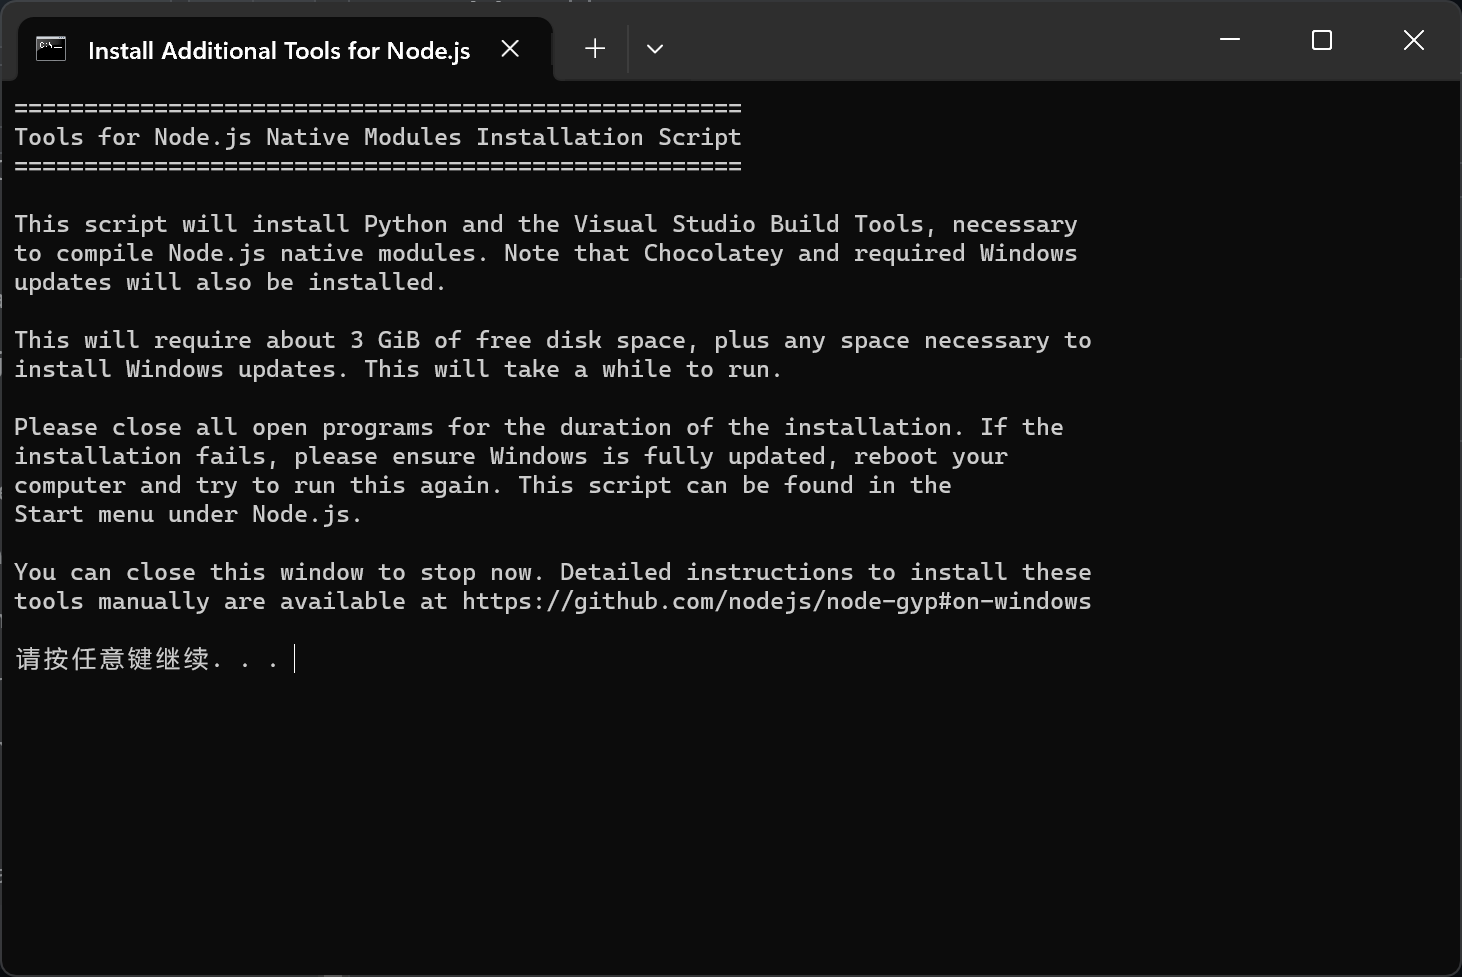 Install Additional Tools for Node.js
====================================================
Tools for Node.js Native Modules Installation Script
====================================================
This script will install Python and the Visual Studio Build Tools, necessary
to compile Node.js native modules. Note that Chocolatey and required Windows
updates will also be installed.
This will require about 3 GiB of free disk space, plus any space necessary to
install Windows updates. This will take a while to run.
Please close all open programs for the duration of the installation. If the
installation fails, please ensure Windows is fully updated, reboot your
computer and try to run this again. This script can be found in the
Start menu under Node.js.
You can close this window to stop now. Detailed instructions to install these
tools manually are available at https://github.com/nodejs/node-gyp#on-windows
请按任意键继续. . .